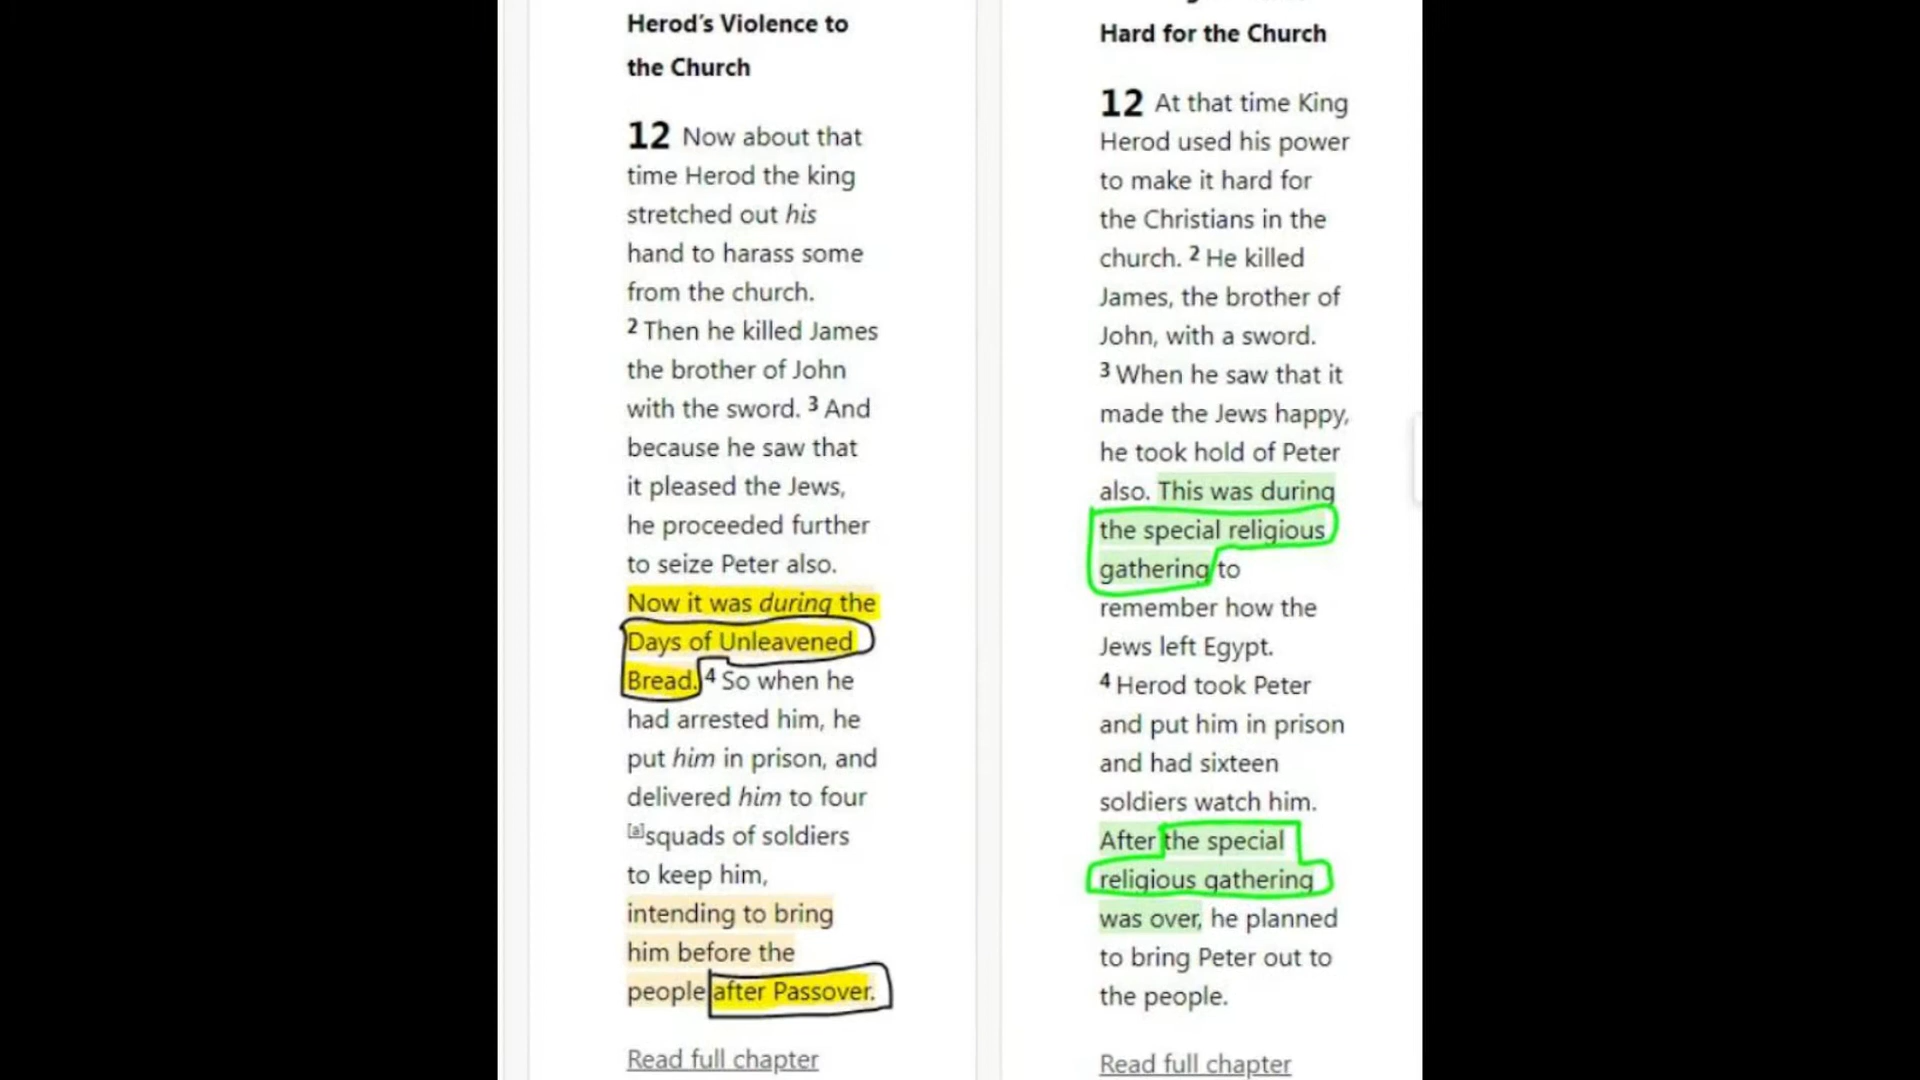 Herod’s Violence to
the Church
12 Now about that
time Herod the king
stretched out his
hand to harass some
from the church.
2 Then he killed James
the brother of John
with the sword. 3 And
because he saw that
it pleased the Jews,
he proceeded further
to seize Peter also.
Now it was during the
Days of Unleavened
Bread. 4 So when he
had arrested him, he
put him in prison, and
delivered him to four
[a]squads of soldiers
to keep him,
intending to bring
him before the
people after Passover.
Read full chapter
Hard for the Church
12 At that time King
Herod used his power
to make it hard for
the Christians in the
church. 2 He killed
James, the brother of
John, with a sword.
3 When he saw that it
made the Jews happy,
he took hold of Peter
also. This was during
the special religious
gathering to
remember how the
Jews left Egypt.
4 Herod took Peter
and put him in prison
and had sixteen
soldiers watch him.
After the special
religious gathering
was over, he planned
to bring Peter out to
the people.
Read full chapter